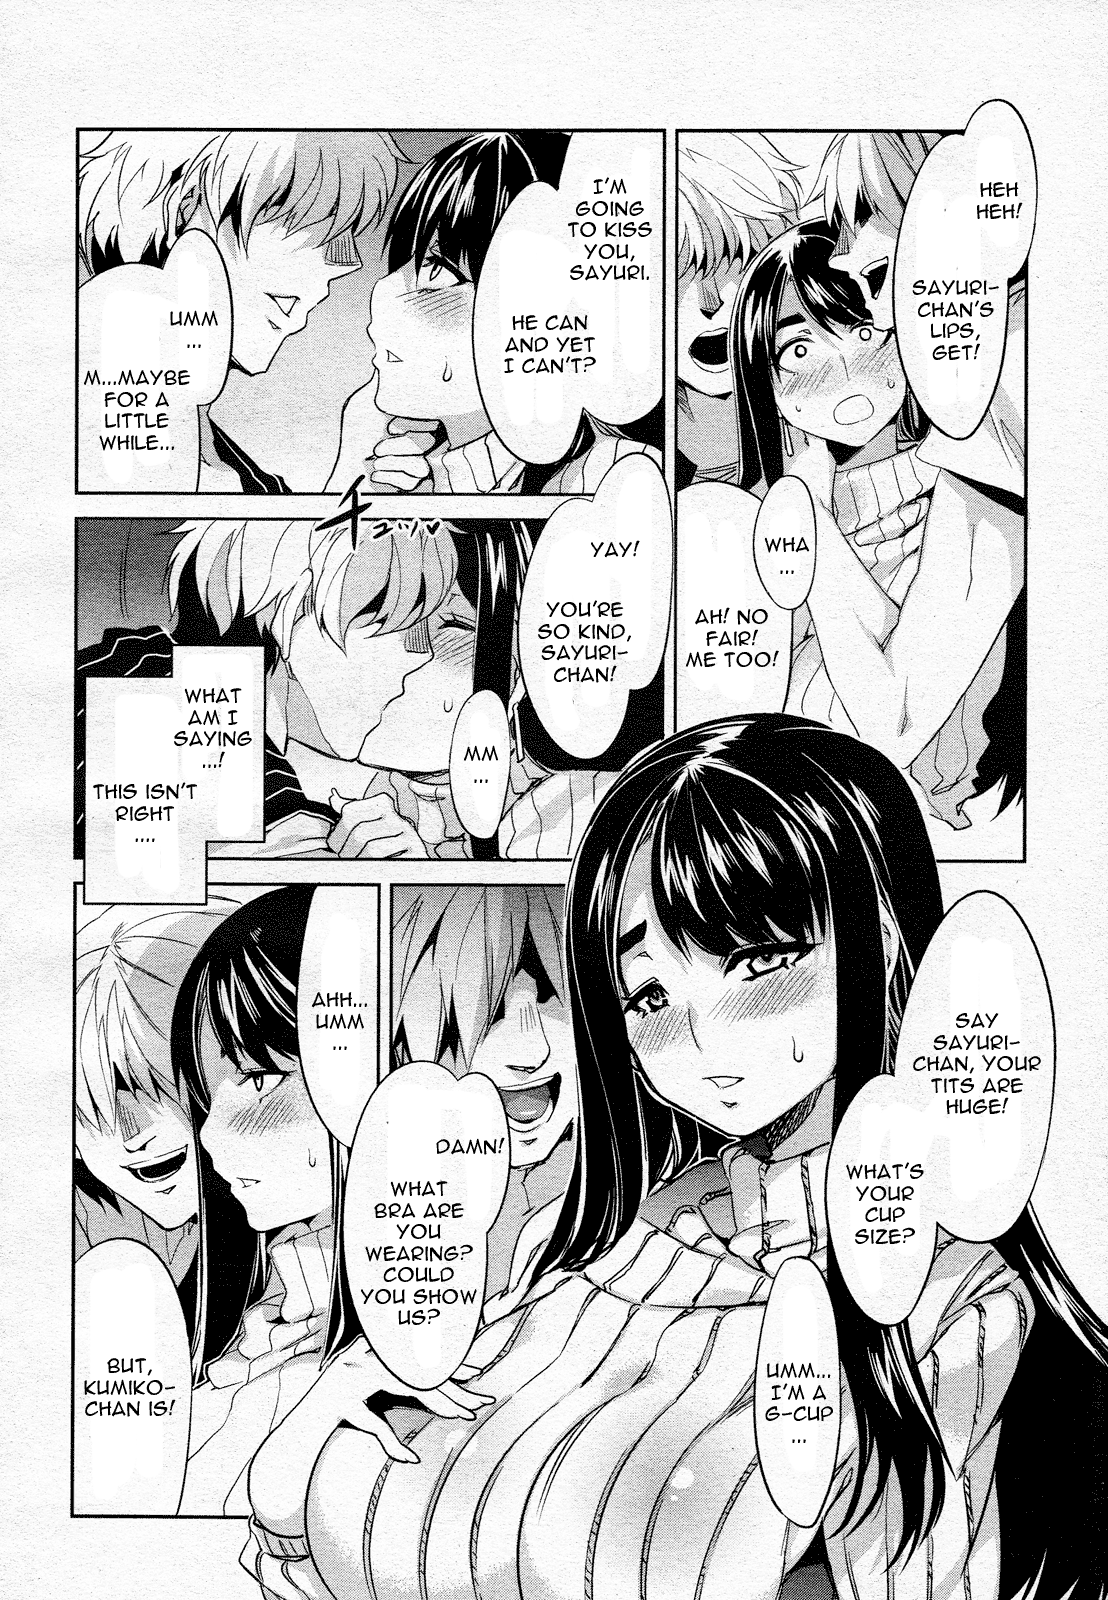 HEH
HEH!
SAYURI-
CHAN'S
LIPS,
GET!
WHA
...
AH! NO
FAIR!
ME TOO!
I'M
GOING
TO KISS
YOU,
SAYURI.
HE CAN
AND YET
I CAN'T?
UMM
...
M...MAYBE
FOR A
LITTLE
WHILE...
チュッ♥
YAY!
YOU'RE
SO KIND,
SAYURI-
CHAN!
MM
...
WHAT
AM I
SAYING
...!
THIS ISN'T
RIGHT
....
SAY
SAYURI-
CHAN, YOUR
TITS ARE
HUGE!
WHAT'S
YOUR
CUP
SIZE?
UMM...
I'M A
G-CUP
...
DAMN!
WHAT
BRA ARE
YOU
WEARING?
COULD
YOU SHOW
US?
AHH...
UMM
...
BUT,
KUMIKO-
CHAN IS!